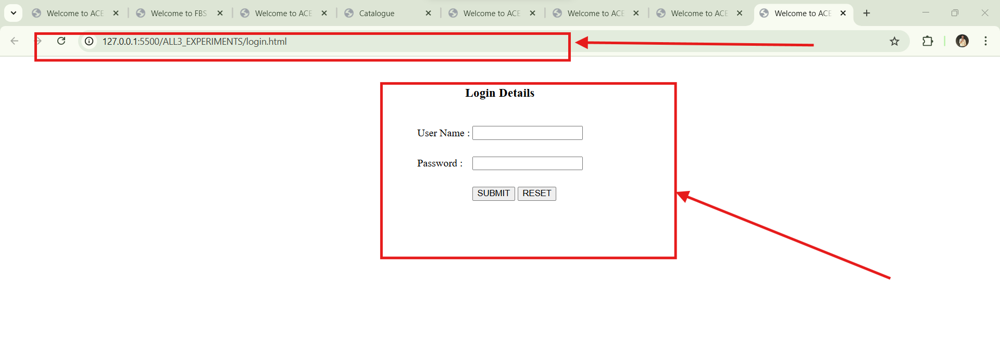 Welcome to ACE
Welcome to FBS
Welcome to ACE
Catalogue
Welcome to ACE
Welcome to ACE
Welcome to ACE
Welcome to ACE
127.0.0.1:5500/ALL3_EXPERIMENTS/login.html
Login Details
User Name :
Password :
SUBMIT RESET